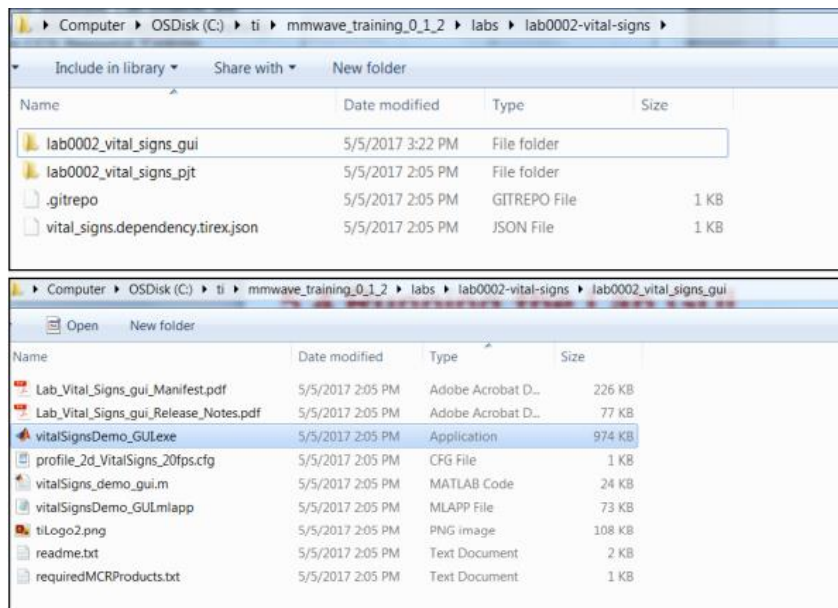 Computer ▸ OSDisk (C:) ▸ ti ▸ mmwave_training_0_1_2 ▸ labs ▸ lab0002-vital-signs ▸
Include in library Share with New folder
Name Date modified Type Size
lab0002_vital_signs_gui 5/5/2017 3:22 PM File folder
lab0002_vital_signs_pjt 5/5/2017 2:05 PM File folder
.gitrepo 5/5/2017 2:05 PM GITREPO File 1 KB
vital_signs.dependency.tirex.json 5/5/2017 2:05 PM JSON File 1 KB
Computer ▸ OSDisk (C:) ▸ ti ▸ mmwave_training_0_1_2 ▸ labs ▸ lab0002-vital-signs ▸ lab0002_vital_signs_gui
Open New folder
Name Date modified Type Size
Lab_Vital_Signs_gui_Manifest.pdf 5/5/2017 2:05 PM Adobe Acrobat D... 226 KB
Lab_Vital_Signs_gui_Release_Notes.pdf 5/5/2017 2:05 PM Adobe Acrobat D... 77 KB
vitalSignsDemo_GUI.exe 5/5/2017 2:05 PM Application 974 KB
profile_2d_VitalSigns_20fps.cfg 5/5/2017 2:05 PM CFG File 1 KB
vitalSigns_demo_gui.m 5/5/2017 2:05 PM MATLAB Code 24 KB
vitalSignsDemo_GUI.mlapp 5/5/2017 2:05 PM MLAPP File 73 KB
tiLogo2.png 5/5/2017 2:05 PM PNG image 108 KB
readme.txt 5/5/2017 2:05 PM Text Document 2 KB
requiredMCRProducts.txt 5/5/2017 2:05 PM Text Document 1 KB